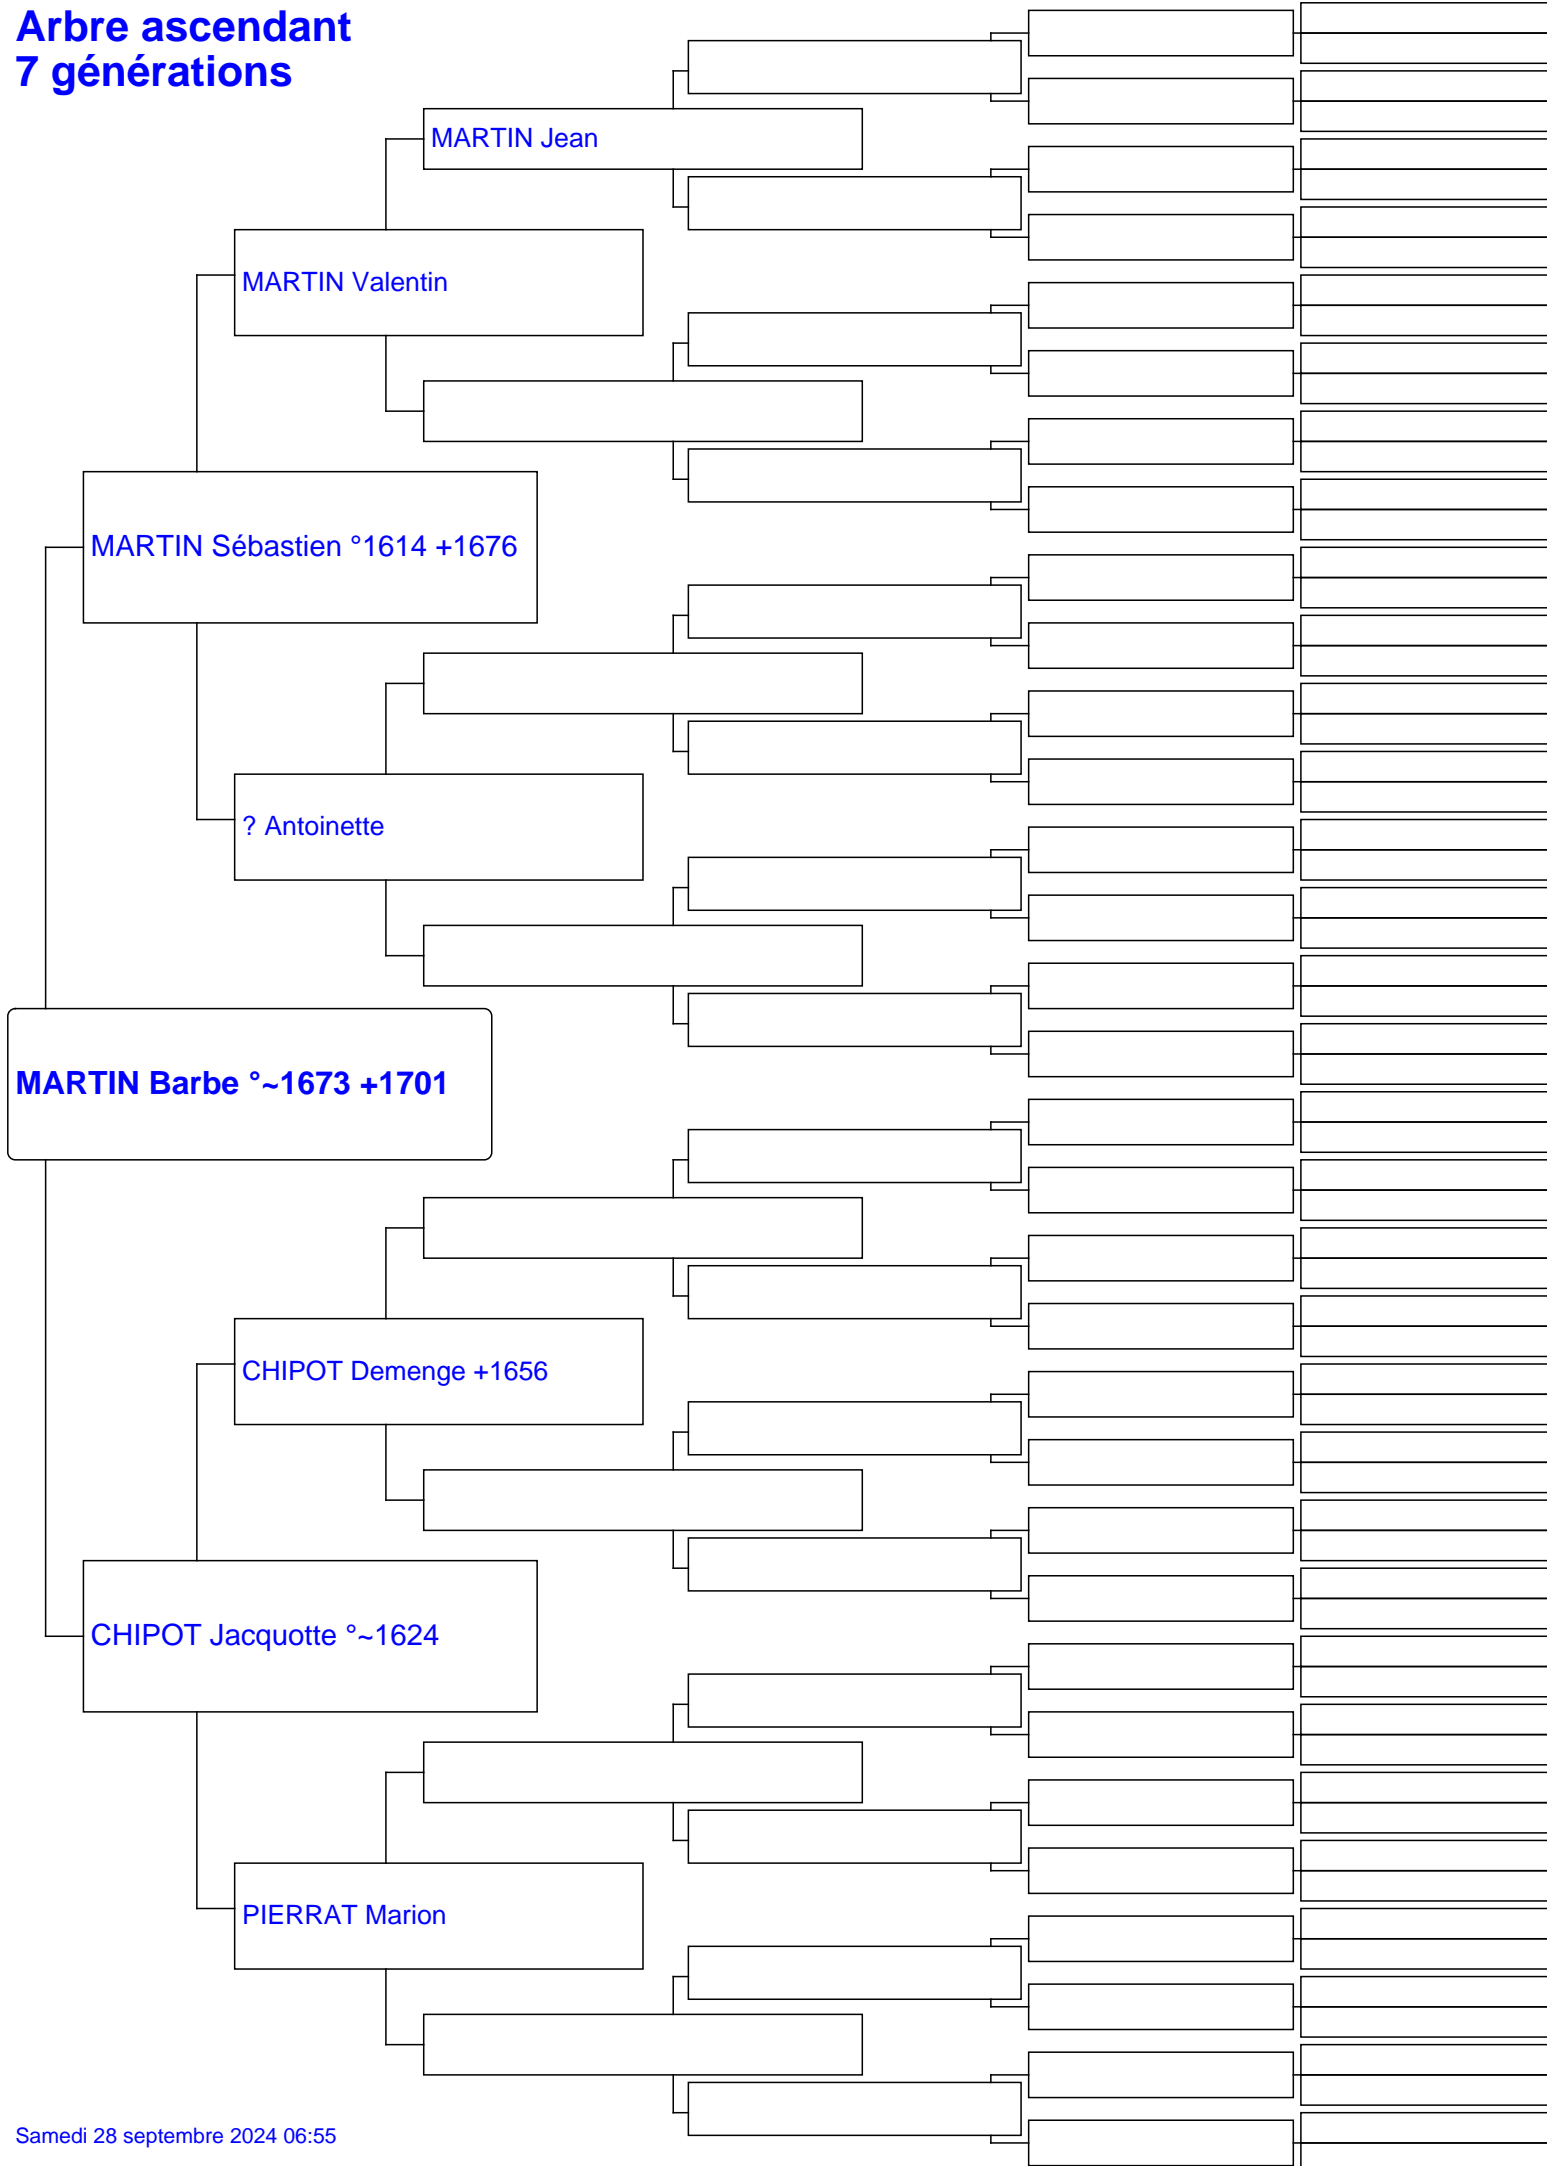 Arbre ascendant
7 générations
MARTIN Jean
MARTIN Valentin
MARTIN Sébastien °1614 +1676
? Antoinette
MARTIN Barbe °~1673 +1701
CHIPOT Demenge +1656
CHIPOT Jacquotte °~1624
PIERRAT Marion
Samedi 28 septembre 2024 06:55